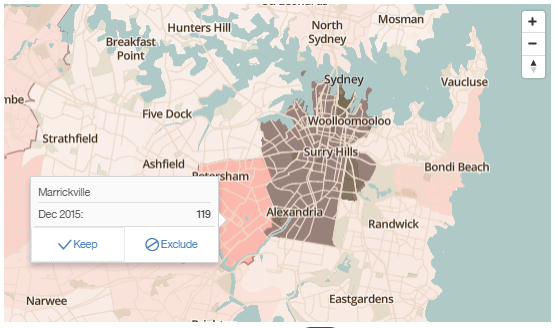 Mosman
Hunters Hill
North
Sydney
Breakfast
Point
Sydney
Vaucluse
Five Dock
Woolloomooloo
Strathfield
Surry Hills
Ashfield
Bondi Beach
Petersham
Marrickville
Dec 2015: 119
Keep Exclude
Alexandria
Randwick
Narwee
Eastgardens